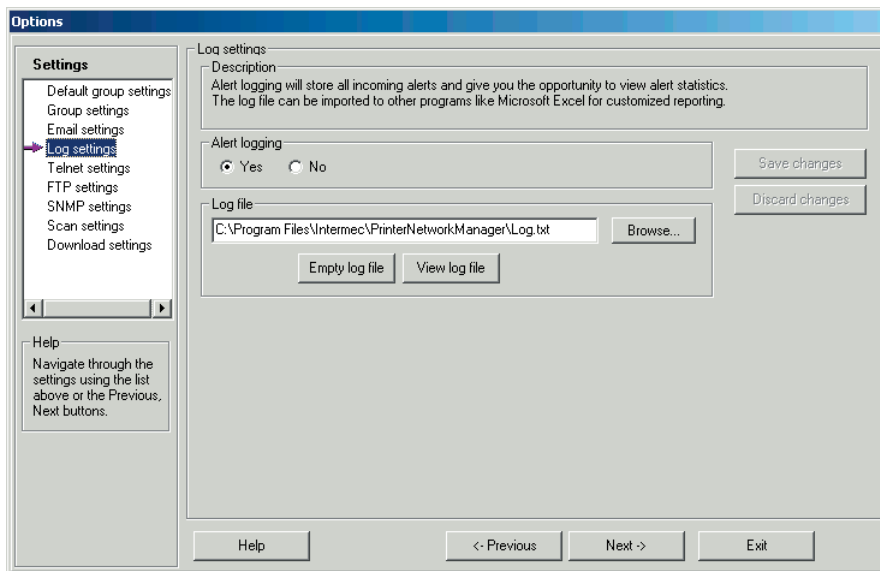 Options
Settings
Default group settings
Group settings
Email settings
Log settings
Telnet settings
FTP settings
SNMP settings
Scan settings
Download settings
Help
Navigate through the
settings using the list
above or the Previous,
Next buttons.
Log settings
Description
Alert logging will store all incoming alerts and give you the opportunity to view alert statistics.
The log file can be imported to other programs like Microsoft Excel for customized reporting.
Alert logging
Yes No
Save changes
Discard changes
Log file
C:\Program Files\Intermec\PrinterNetworkManager\Log.txt Browse...
Empty log file View log file
Help <- Previous Next -> Exit